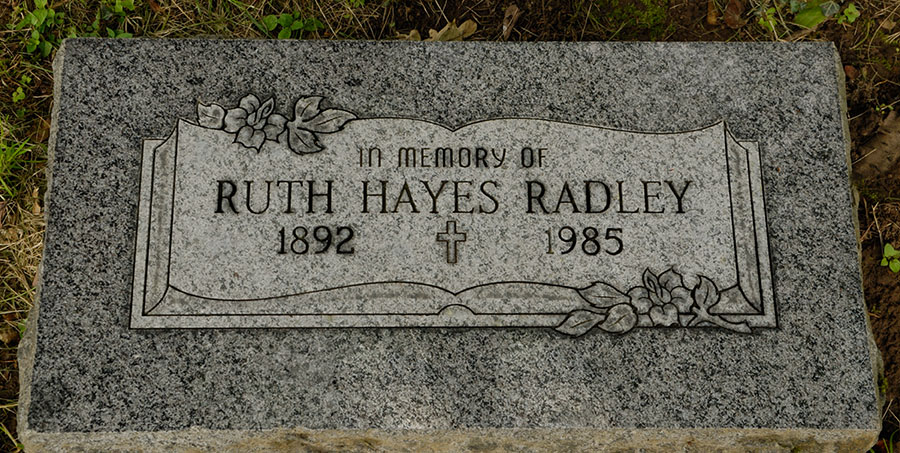 IN MEMORY OF
RUTH HAYES RADLEY
1892 1985